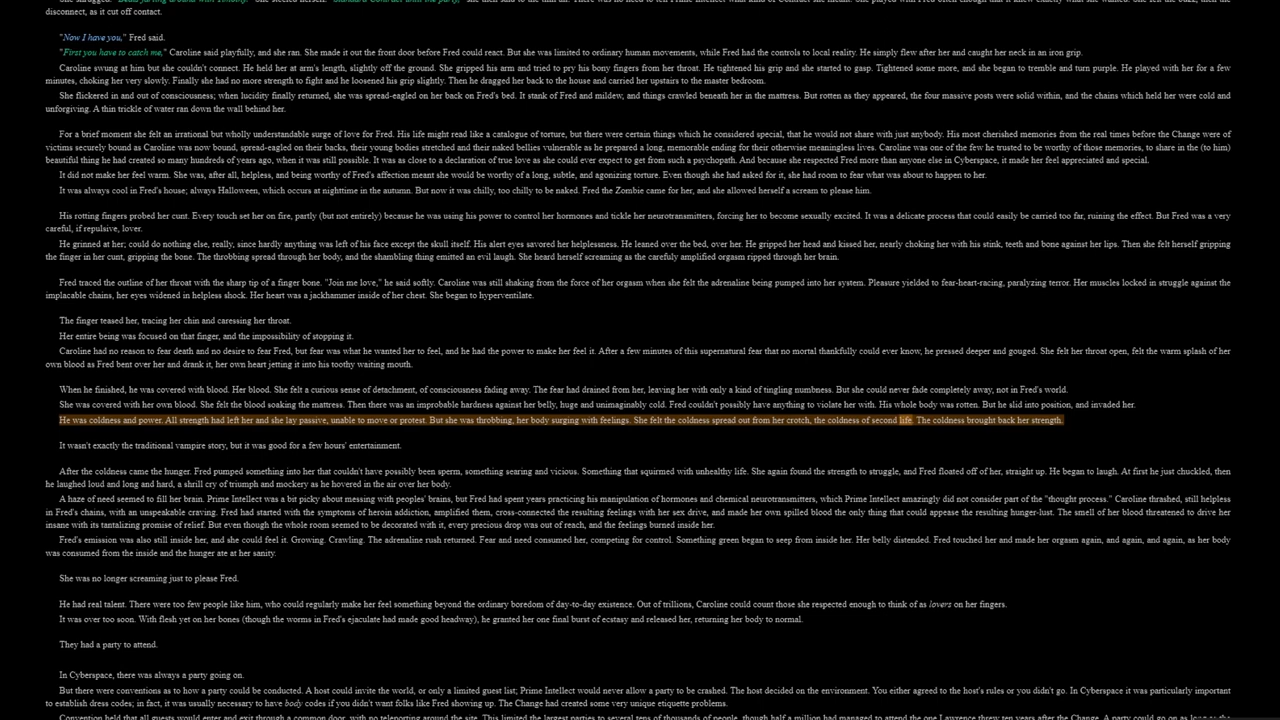 disconnect, as it cut off contact.
"Now I have you," Fred said.
"First you have to catch me," Caroline said playfully, and she ran. She made it out the front door before Fred could react. But she was limited to ordinary human movements, while Fred had the controls to local reality. He simply flew after her and caught her neck in an iron grip.
Caroline swung at him but she couldn't connect. He held her at arm's length, slightly off the ground. She gripped his arm and tried to pry his bony fingers from her throat. He tightened his grip and she started to gasp. Tightened some more, and she began to tremble and turn purple. He played with her for a few
minutes, choking her very slowly. Finally she had no more strength to fight and he loosened his grip slightly. Then he dragged her back to the house and carried her upstairs to the master bedroom.
She flickered in and out of consciousness; when lucidity finally returned, she was spread-eagled on her back on Fred's bed. It stank of Fred and mildew, and things crawled beneath her in the mattress. But rotten as they appeared, the four massive posts were solid within, and the chains which held her were cold and
unforgiving. A thin trickle of water ran down the wall behind her.
For a brief moment she felt an irrational but wholly understandable surge of love for Fred. His life might read like a catalogue of torture, but there were certain things which he considered special, that he would not share with just anybody. His most cherished memories from the real times before the Change were of
victims securely bound as Caroline was now bound, spread-eagled on their backs, their young bodies stretched and their naked bellies vulnerable as he prepared a long, memorable ending for their otherwise meaningless lives. Caroline was one of the few he trusted to be worthy of those memories, to share in the (to him)
beautiful thing he had created so many hundreds of years ago, when it was still possible. It was as close to a declaration of true love as she could ever expect to get from such a psychopath. And because she respected Fred more than anyone else in Cyberspace, it made her feel appreciated and special.
It did not make her feel warm. She was, after all, helpless, and being worthy of Fred's affection meant she would be worthy of a long, subtle, and agonizing torture. Even though she had asked for it, she had room to fear what was about to happen to her.
It was always cool in Fred's house; always Halloween, which occurs at nighttime in the autumn. But now it was chilly, too chilly to be naked. Fred the Zombie came for her, and she allowed herself a scream to please him.
His rotting fingers probed her cunt. Every touch set her on fire, partly (but not entirely) because he was using his power to control her hormones and tickle her neurotransmitters, forcing her to become sexually excited. It was a delicate process that could easily be carried too far, ruining the effect. But Fred was a very
careful, if repulsive, lover.
He grinned at her; could do nothing else, really, since hardly anything was left of his face except the skull itself. His alert eyes savored her helplessness. He leaned over the bed, over her. He gripped her head and kissed her, nearly choking her with his stink, teeth and bone against her lips. Then she felt herself gripping
the finger in her cunt, gripping the bone. The throbbing spread through her body, and the shambling thing emitted an evil laugh. She heard herself screaming as the carefuly amplified orgasm ripped through her brain.
Fred traced the outline of her throat with the sharp tip of a finger bone. "Join me love," he said softly. Caroline was still shaking from the force of her orgasm when she felt the adrenaline being pumped into her system. Pleasure yielded to fear-heart-racing, paralyzing terror. Her muscles locked in struggle against the
implacable chains, her eyes widened in helpless shock. Her heart was a jackhammer inside of her chest. She began to hyperventilate.
The finger teased her, tracing her chin and caressing her throat.
Her entire being was focused on that finger, and the impossibility of stopping it.
Caroline had no reason to fear death and no desire to fear Fred, but fear was what he wanted her to feel, and he had the power to make her feel it. After a few minutes of this supernatural fear that no mortal thankfully could ever know, he pressed deeper and gouged. She felt her throat open, felt the warm splash of her
own blood as Fred bent over her and drank it, her own heart jetting it into his toothy waiting mouth.
When he finished, he was covered with blood. Her blood. She felt a curious sense of detachment, of consciousness fading away. The fear had drained from her, leaving her with only a kind of tingling numbness. But she could never fade completely away, not in Fred's world.
She was covered with her own blood. She felt the blood soaking the mattress. Then there was an improbable hardness against her belly, huge and unimaginably cold. Fred couldn't possibly have anything to violate her with. His whole body was rotten. But he slid into position, and invaded her.
He was coldness and power. All strength had left her and she lay passive, unable to move or protest. But she was throbbing, her body surging with feelings. She felt the coldness spread out from her crotch, the coldness of second life. The coldness brought back her strength.
It wasn't exactly the traditional vampire story, but it was good for a few hours' entertainment.
After the coldness came the hunger. Fred pumped something into her that couldn't have possibly been sperm, something searing and vicious. Something that squirmed with unhealthy life. She again found the strength to struggle, and Fred floated off of her, straight up. He began to laugh. At first he just chuckled, then
he laughed loud and long and hard, a shrill cry of triumph and mockery as he hovered in the air over her body.
A haze of need seemed to fill her brain. Prime Intellect was a bit picky about messing with peoples' brains, but Fred had spent years practicing his manipulation of hormones and chemical neurotransmitters, which Prime Intellect amazingly did not consider part of the "thought process." Caroline thrashed, still helpless
in Fred's chains, with an unspeakable craving. Fred had started with the symptoms of heroin addiction, amplified them, cross-connected the resulting feelings with her sex drive, and made her own spilled blood the only thing that could appease the resulting hunger-lust. The smell of her blood threatened to drive her
insane with its tantalizing promise of relief. But even though the whole room seemed to be decorated with it, every precious drop was out of reach, and the feelings burned inside her.
Fred's emission was also still inside her, and she could feel it. Growing. Crawling. The adrenaline rush returned. Fear and need consumed her, competing for control. Something green began to seep from inside her. Her belly distended. Fred touched her and made her orgasm again, and again, and again, as her body
was consumed from the inside and the hunger ate at her sanity.
She was no longer screaming just to please Fred.
He had real talent. There were too few people like him, who could regularly make her feel something beyond the ordinary boredom of day-to-day existence. Out of trillions, Caroline could count those she respected enough to think of as lovers on her fingers.
It was over too soon. With flesh yet on her bones (though the worms in Fred's ejaculate had made good headway), he granted her one final burst of ecstasy and released her, returning her body to normal.
They had a party to attend.
In Cyberspace, there was always a party going on.
But there were conventions as to how a party could be conducted. A host could invite the world, or only a limited guest list; Prime Intellect would never allow a party to be crashed. The host decided on the environment. You either agreed to the host's rules or you didn't go. In Cyberspace it was particularly important
to establish dress codes; in fact, it was usually necessary to have body codes if you didn't want folks like Fred showing up. The Change had created some very unique etiquette problems.
Convention held that all guests would enter and exit through a common door, with no teleporting around the site. This limited the largest parties to several tens of thousands of people, though half a million had managed to attend the one Lawrence threw ten years after the Change. A party could go on as